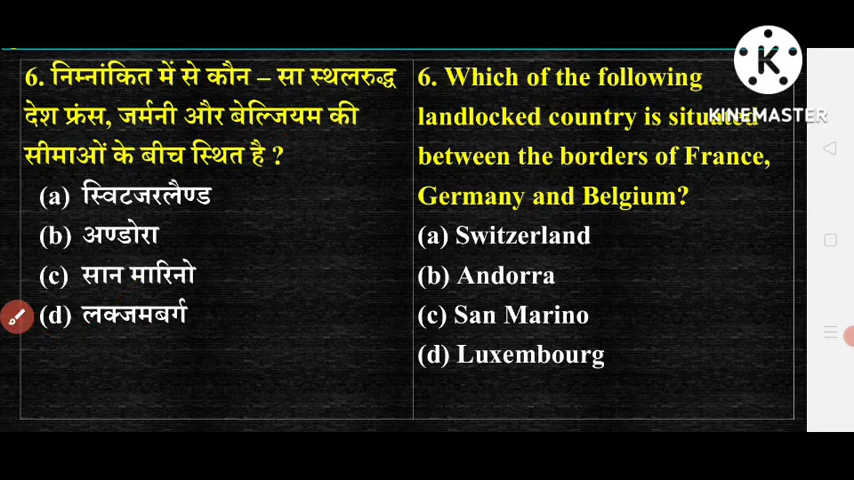 6. निम्नांकित में से कौन – सा स्थलरुद्ध
देश फ्रंस, जर्मनी और बेल्जियम की
सीमाओं के बीच स्थित है ?
(a) स्विटजरलैण्ड
(b) अण्डोरा
(c) सान मारिनो
(d) लक्जमबर्ग
6. Which of the following
landlocked country is situated
between the borders of France,
Germany and Belgium?
(a) Switzerland
(b) Andorra
(c) San Marino
(d) Luxembourg
K
KINEMASTER